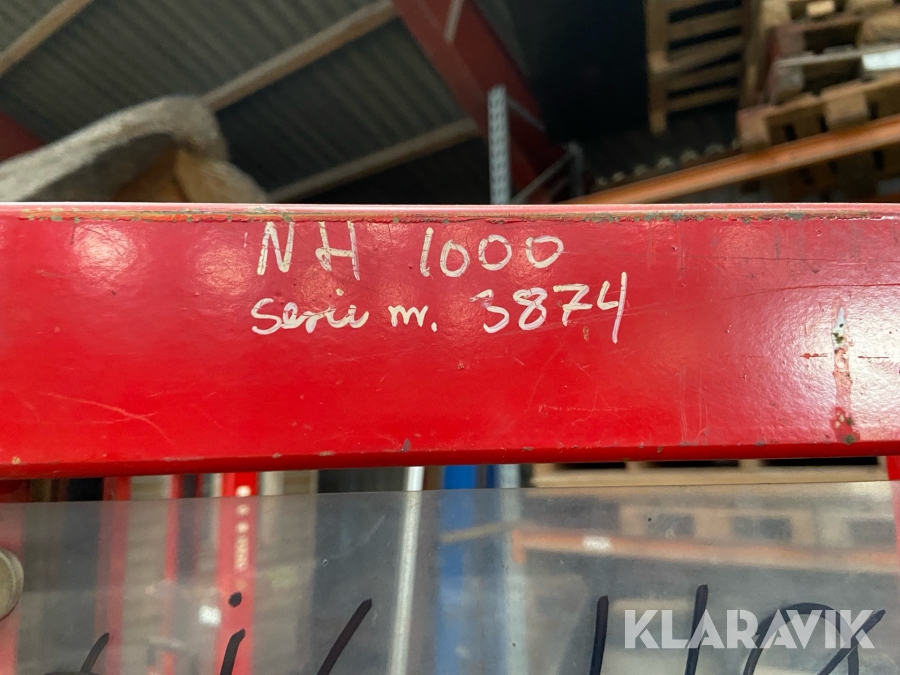 NH 1000
Serie nr. 3874
KLARAVIK